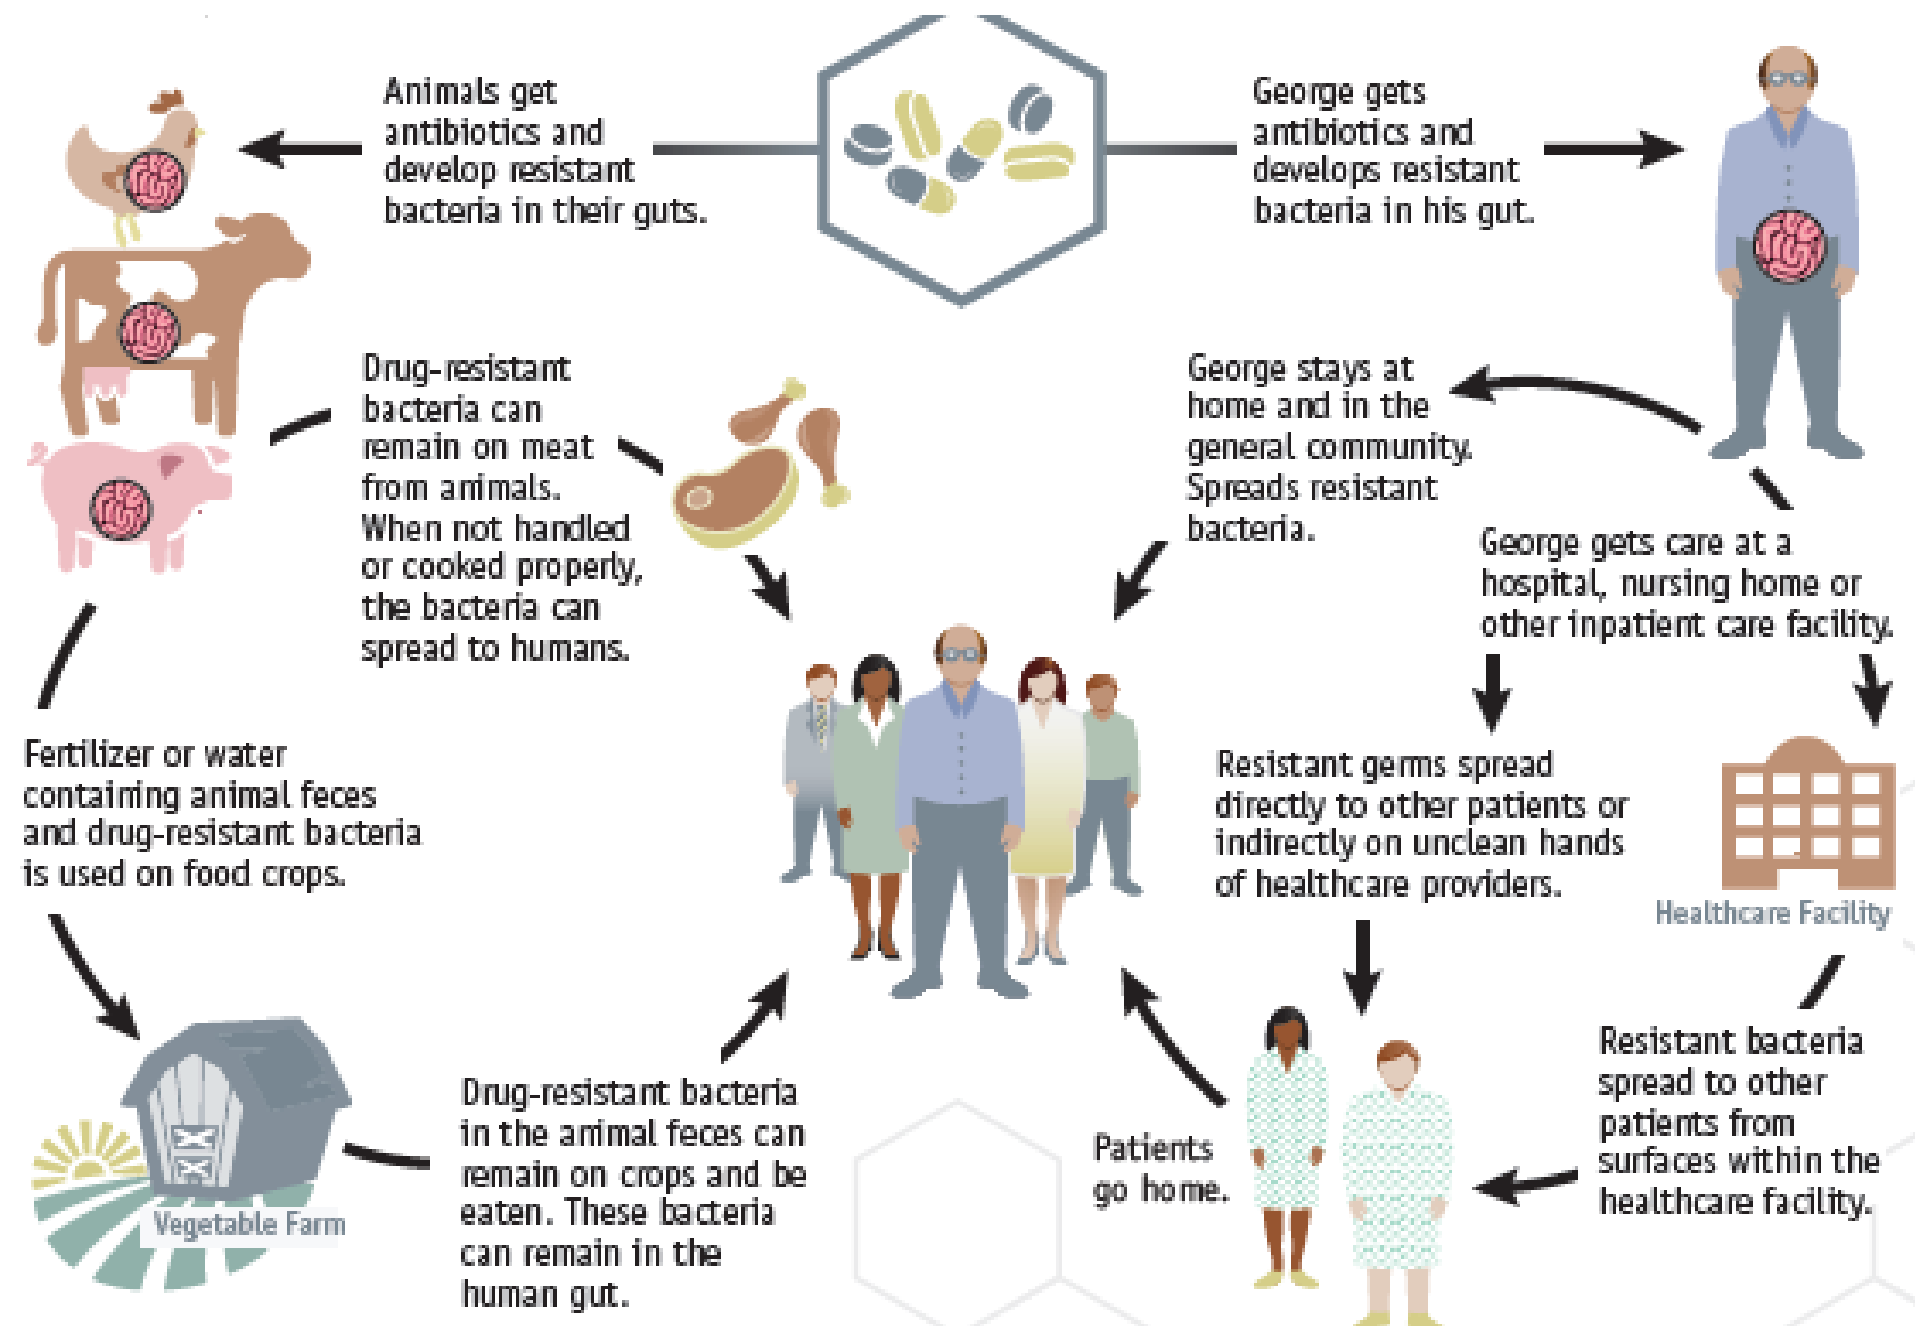 Animals get
antibiotics and
develop resistant
bacteria in their guts.
George gets
antibiotics and
develops resistant
bacteria in his gut.
Drug-resistant
bacteria can
remain on meat
from animals.
When not handled
or cooked properly,
the bacteria can
spread to humans.
George stays at
home and in the
general community.
Spreads resistant
bacteria.
George gets care at a
hospital, nursing home or
other inpatient care facility.
Fertilizer or water
containing animal feces
and drug-resistant bacteria
is used on food crops.
Resistant germs spread
directly to other patients or
indirectly on unclean hands
of healthcare providers.
Healthcare Facility
Vegetable Farm
Drug-resistant bacteria
in the animal feces can
remain on crops and be
eaten. These bacteria
can remain in the
human gut.
Patients
go home.
Resistant bacteria
spread to other
patients from
surfaces within the
healthcare facility.